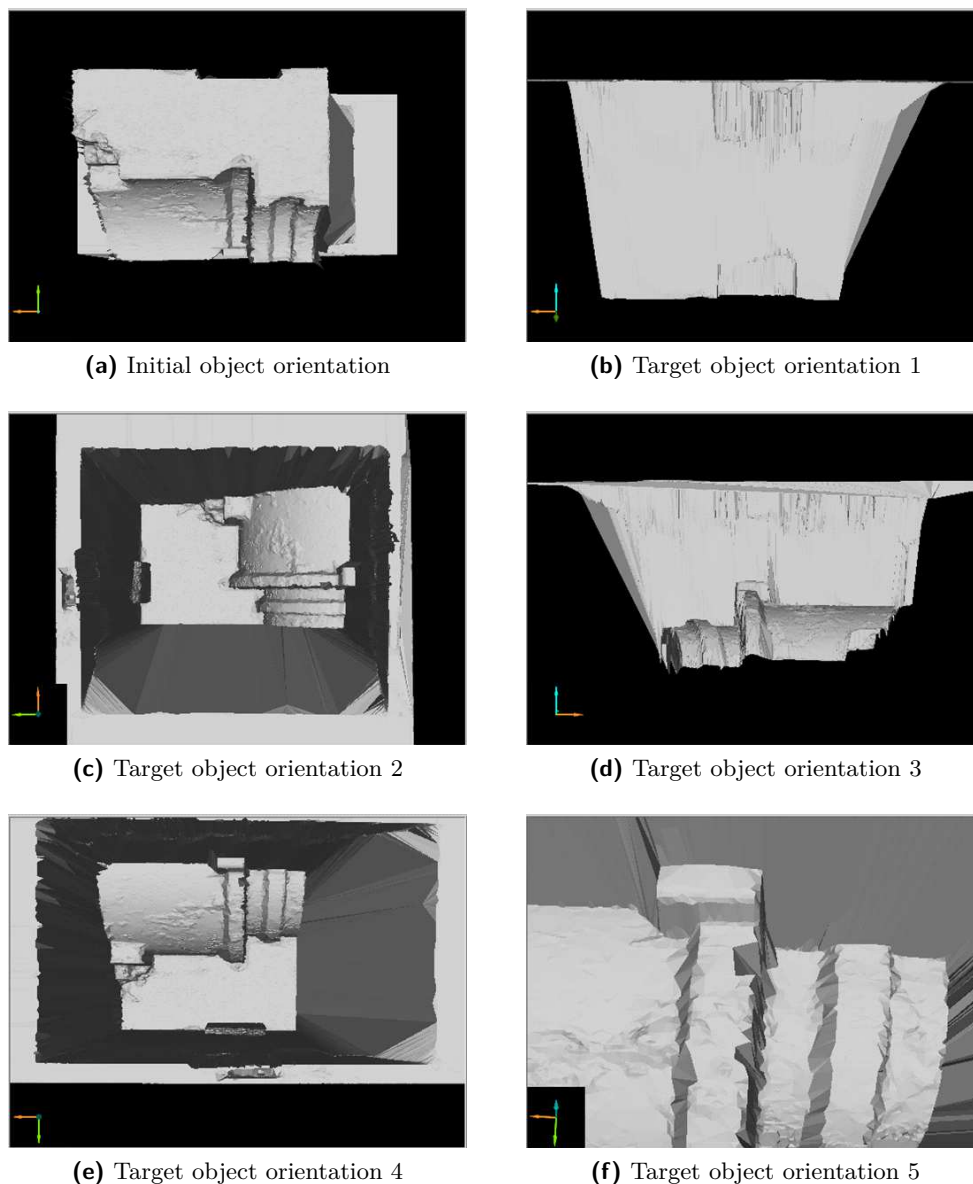 (a) Initial object orientation
(b) Target object orientation 1
(c) Target object orientation 2
(d) Target object orientation 3
(e) Target object orientation 4
(f) Target object orientation 5